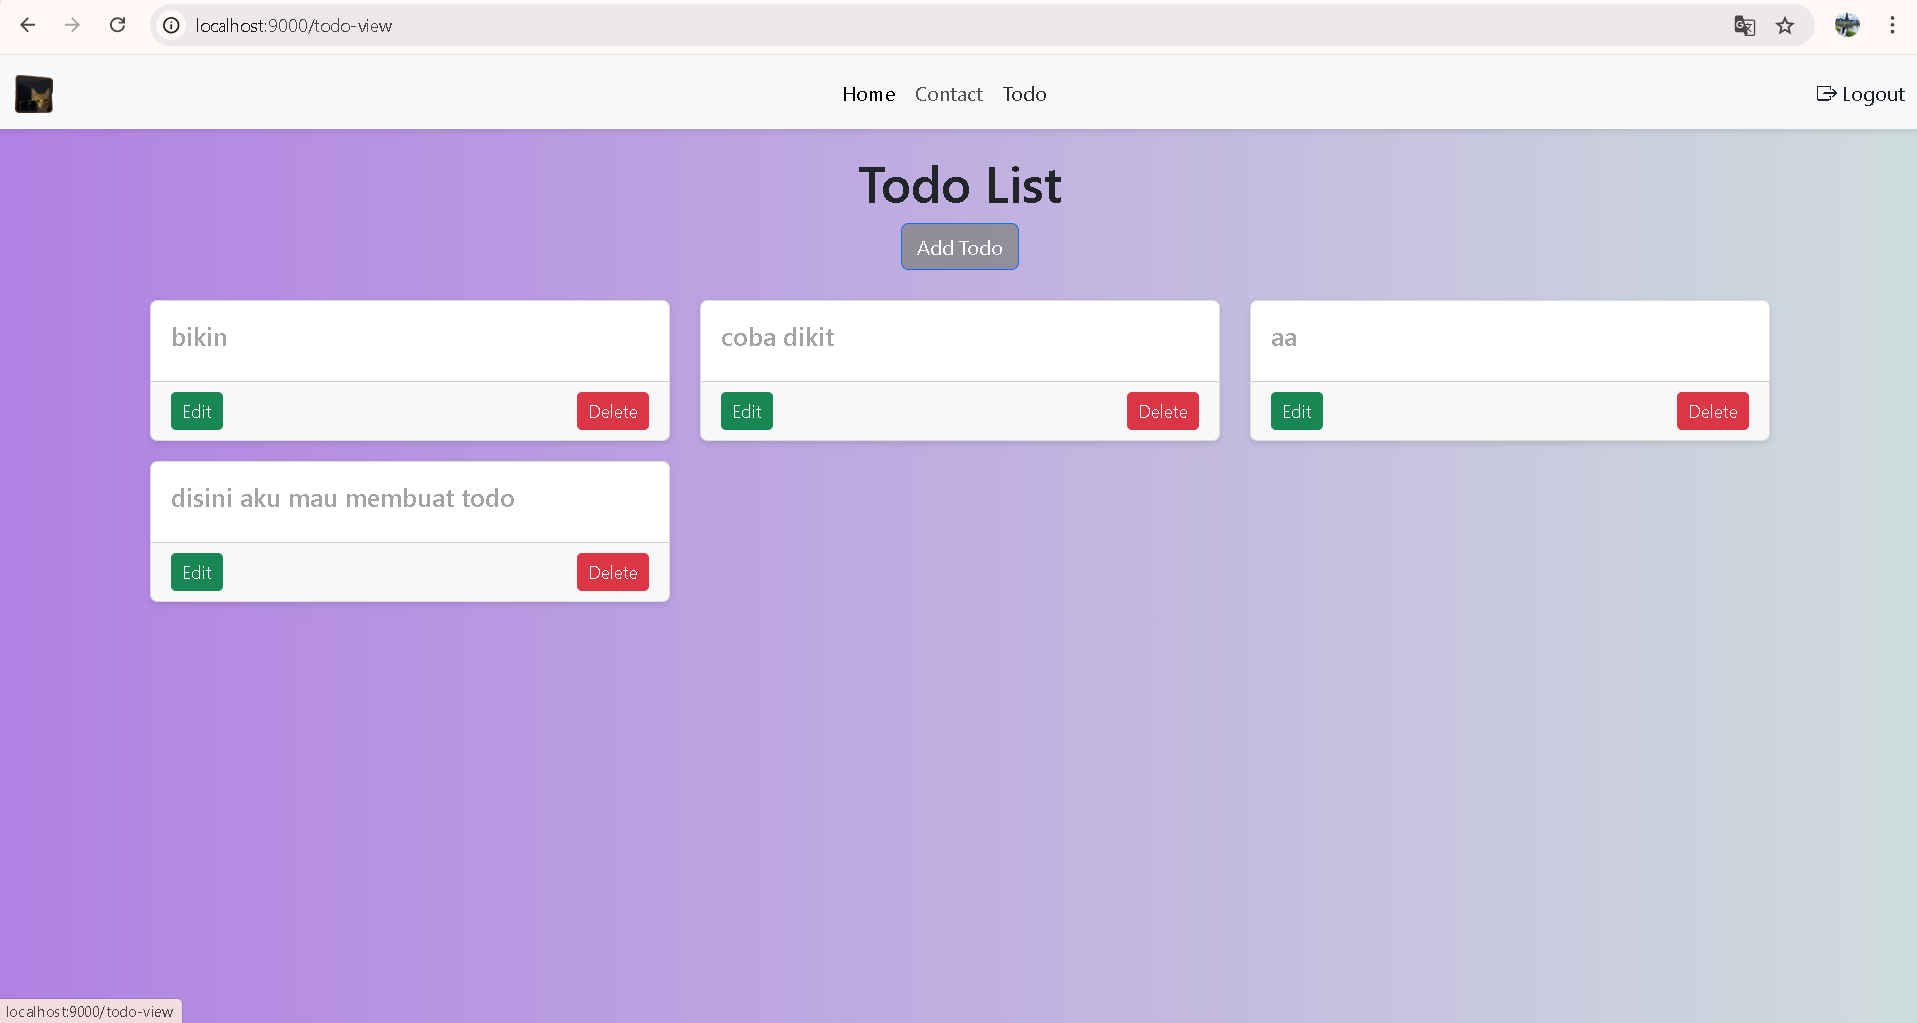 localhost:9000/todo-view
Home Contact Todo Logout
Todo List
Add Todo
bikin
Edit Delete
coba dikit
Edit Delete
aa
Edit Delete
disini aku mau membuat todo
Edit Delete
localhost:9000/todo-view